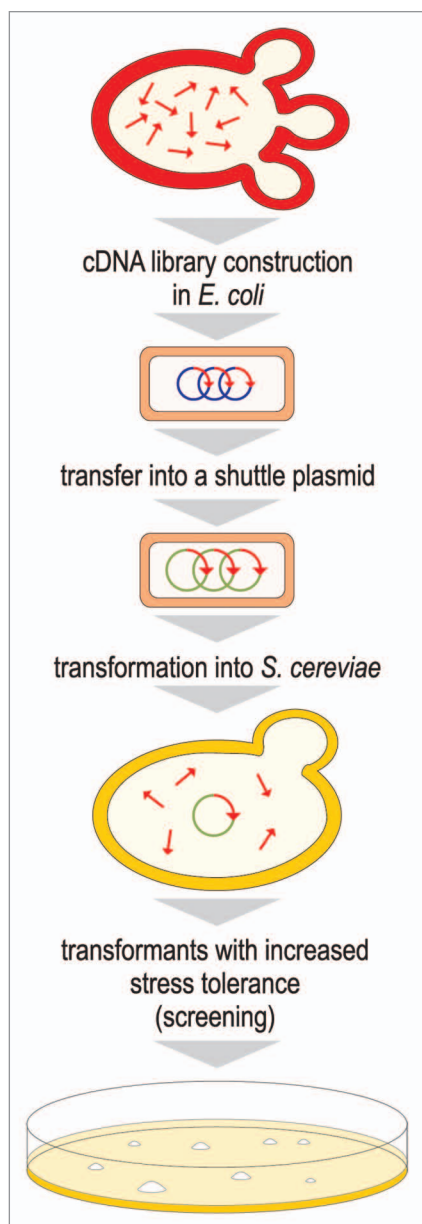 cDNA library construction
in E. coli
transfer into a shuttle plasmid
transformation into S. cereviae
transformants with increased
stress tolerance
(screening)